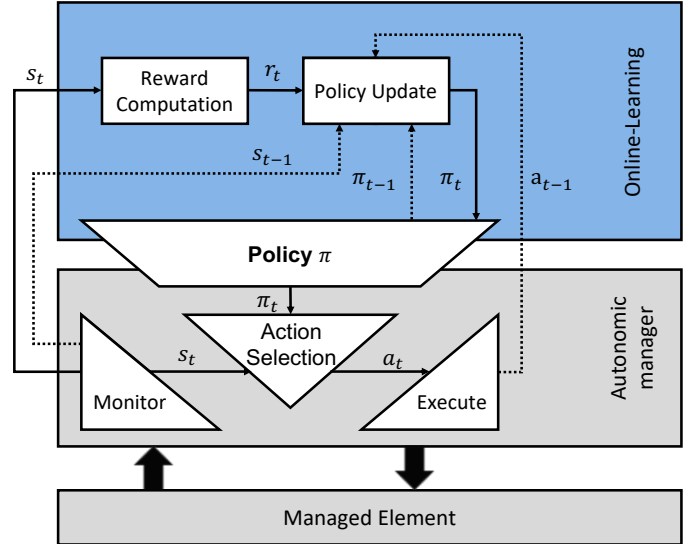 s_t
Reward
Computation
r_t
Policy Update
s_{t−1}
π_{t−1}
π_t
a_{t−1}
Online-Learning
Policy π
π_t
Action
Selection
s_t
a_t
Monitor
Execute
Autonomic
manager
Managed Element